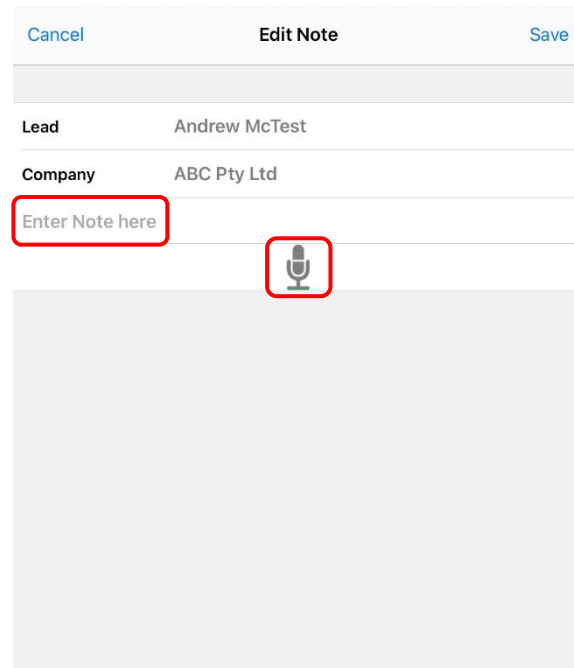 Cancel Edit Note Save
Lead Andrew McTest
Company ABC Pty Ltd
Enter Note here